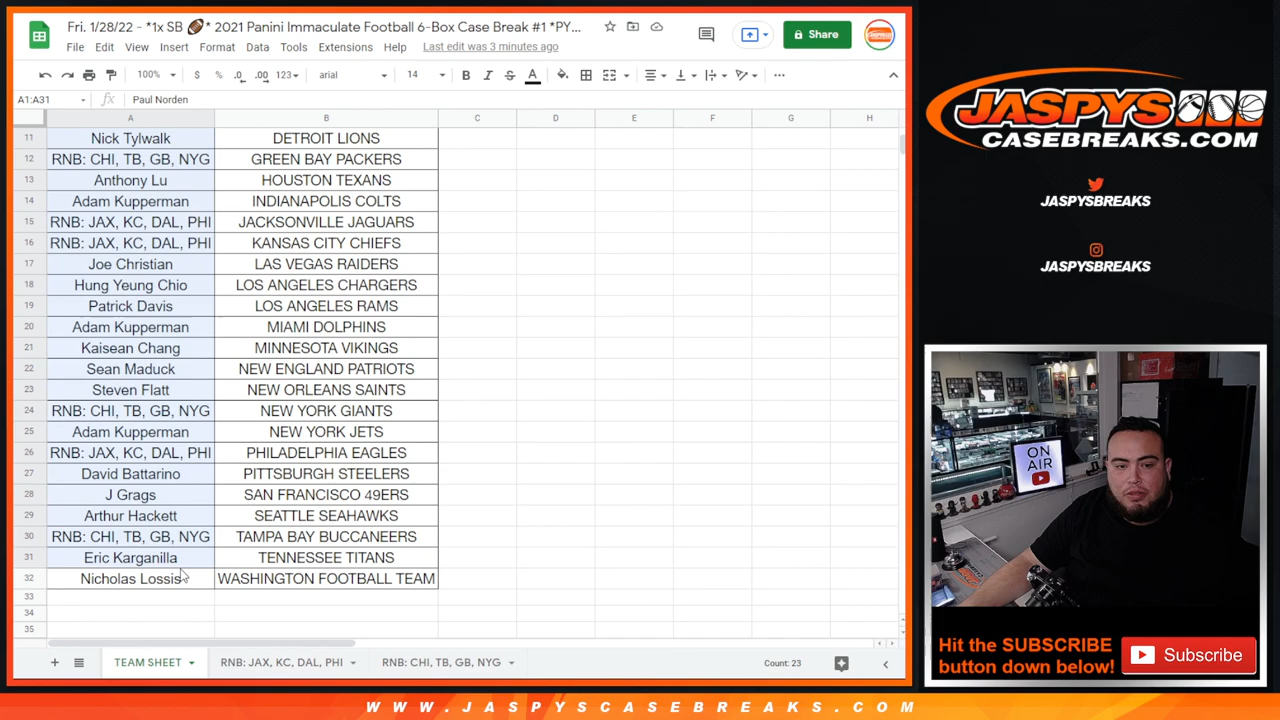 Fri. 1/28/22 - *1x SB 🏈 * 2021 Panini Immaculate Football 6-Box Case Break #1 *PY...
Share
File Edit View Insert Format Data Tools Extensions Help Last edit was 3 minutes ago
100% $ % .0 .00 123 arial 14 B I S A
A1:A31 fx Paul Norden
A B C D E F G H
11 Nick Tylwalk DETROIT LIONS
12 RNB: CHI, TB, GB, NYG GREEN BAY PACKERS
13 Anthony Lu HOUSTON TEXANS
14 Adam Kupperman INDIANAPOLIS COLTS
15 RNB: JAX, KC, DAL, PHI JACKSONVILLE JAGUARS
16 RNB: JAX, KC, DAL, PHI KANSAS CITY CHIEFS
17 Joe Christian LAS VEGAS RAIDERS
18 Hung Yeung Chio LOS ANGELES CHARGERS
19 Patrick Davis LOS ANGELES RAMS
20 Adam Kupperman MIAMI DOLPHINS
21 Kaisean Chang MINNESOTA VIKINGS
22 Sean Maduck NEW ENGLAND PATRIOTS
23 Steven Flatt NEW ORLEANS SAINTS
24 RNB: CHI, TB, GB, NYG NEW YORK GIANTS
25 Adam Kupperman NEW YORK JETS
26 RNB: JAX, KC, DAL, PHI PHILADELPHIA EAGLES
27 David Battarino PITTSBURGH STEELERS
28 J Grags SAN FRANCISCO 49ERS
29 Arthur Hackett SEATTLE SEAHAWKS
30 RNB: CHI, TB, GB, NYG TAMPA BAY BUCCANEERS
31 Eric Karganilla TENNESSEE TITANS
32 Nicholas Lossis WASHINGTON FOOTBALL TEAM
33
34
35
TEAM SHEET RNB: JAX, KC, DAL, PHI RNB: CHI, TB, GB, NYG Count: 23
JASPYS
CASEBREAKS.COM
JASPYSBREAKS
JASPYSBREAKS
ON
AIR
Hit the SUBSCRIBE
button down below!
Subscribe
WWW.JASPYSCASEBREAKS.COM